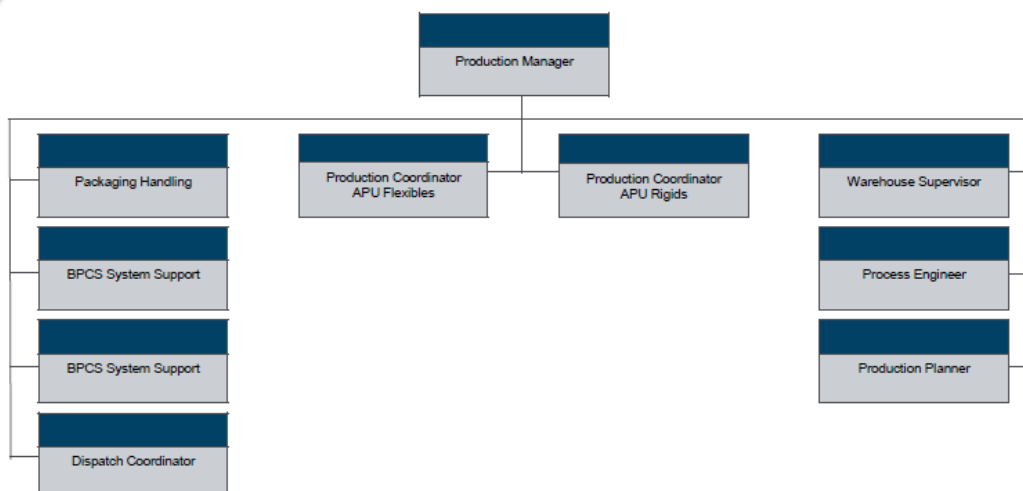 Production Manager
Packaging Handling
Production Coordinator
APU Flexibles
Production Coordinator
APU Rigids
Warehouse Supervisor
BPCS System Support
Process Engineer
BPCS System Support
Production Planner
Dispatch Coordinator